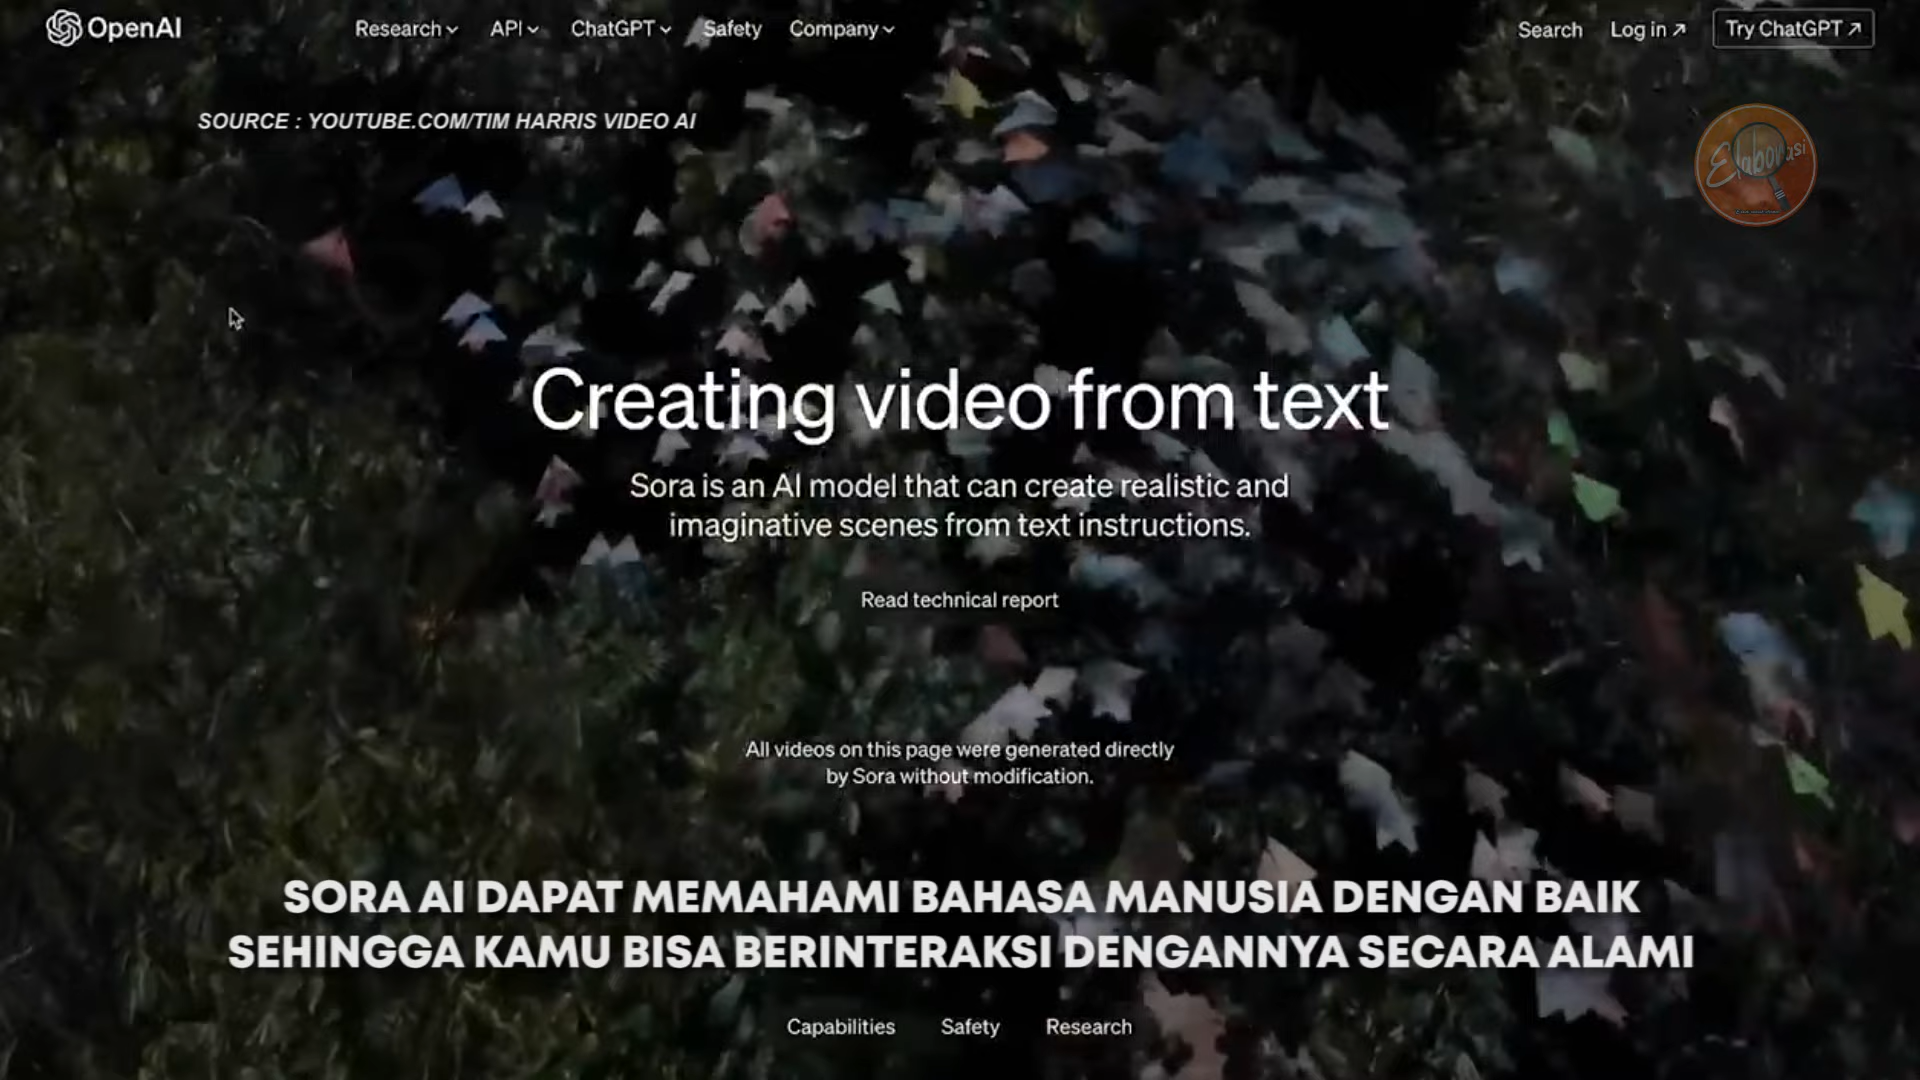 OpenAI
Research
API
ChatGPT
Safety
Company
Search
Log in ↗
Try ChatGPT ↗
SOURCE : YOUTUBE.COM/TIM HARRIS VIDEO AI
Elaborasi
Creating video from text
Sora is an AI model that can create realistic and
imaginative scenes from text instructions.
Read technical report
All videos on this page were generated directly
by Sora without modification.
SORA AI DAPAT MEMAHAMI BAHASA MANUSIA DENGAN BAIK
SEHINGGA KAMU BISA BERINTERAKSI DENGANNYA SECARA ALAMI
Capabilities
Safety
Research